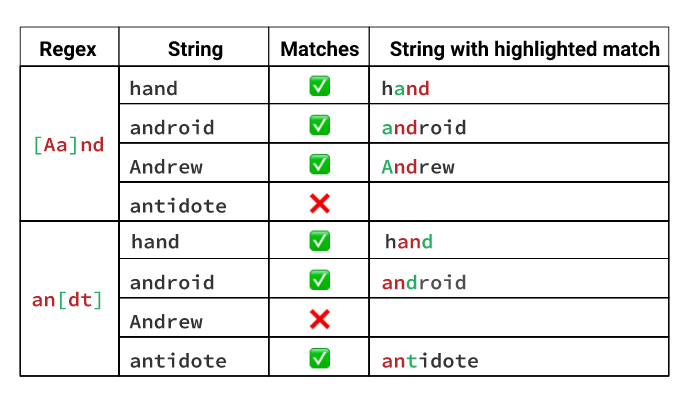 Regex String Matches String with highlighted match
[Aa]nd
hand ✅ hand
android ✅ android
Andrew ✅ Andrew
antidote ❌
an[dt]
hand ✅ hand
android ✅ android
Andrew ❌
antidote ✅ antidote